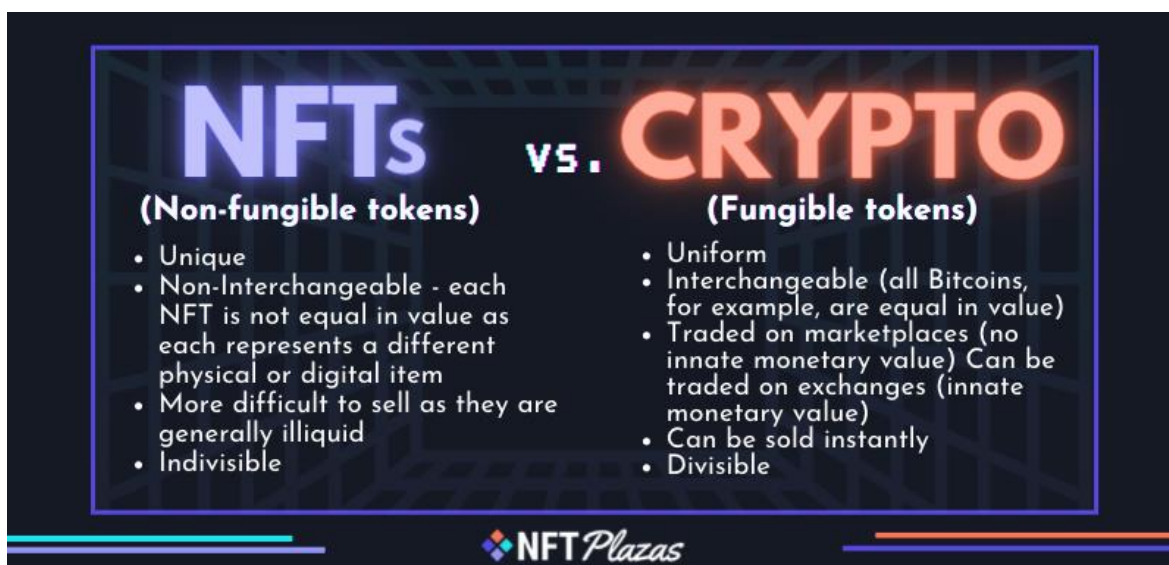 NFTs
vs.
CRYPTO
(Non-fungible tokens)
• Unique
• Non-Interchangeable - each
NFT is not equal in value as
each represents a different
physical or digital item
• More difficult to sell as they are
generally illiquid
• Indivisible
(Fungible tokens)
• Uniform
• Interchangeable (all Bitcoins,
for example, are equal in value)
• Traded on marketplaces (no
innate monetary value) Can be
traded on exchanges (innate
monetary value)
• Can be sold instantly
• Divisible
NFT Plazas